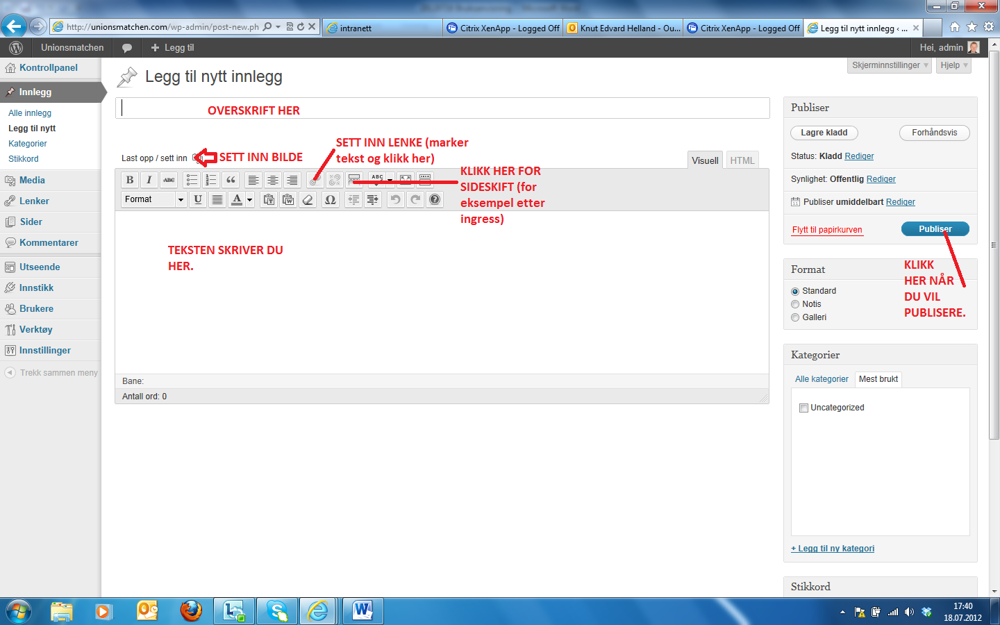 http://unionsmatchen.com/wp-admin/post-new.ph
intranett
Citrix XenApp - Logged Off
Knut Edvard Helland - Ou...
Citrix XenApp - Logged Off
Legg til nytt innlegg ‹ ...
Unionsmatchen
Legg til
Hei, admin
Kontrollpanel
Innlegg
Alle innlegg
Legg til nytt
Kategorier
Stikkord
Media
Lenker
Sider
Kommentarer
Utseende
Innstikk
Brukere
Verktøy
Innstillinger
Trekk sammen meny
Skjerminnstillinger
Hjelp
Legg til nytt innlegg
OVERSKRIFT HER
Last opp / sett inn
SETT INN BILDE
SETT INN LENKE (marker
tekst og klikk her)
Visuell
HTML
KLIKK HER FOR
SIDESKIFT (for
eksempel etter
ingress)
B I ABC
ABC
Format
U
A
Ω
TEKSTEN SKRIVER DU
HER.
Bane:
Antall ord: 0
Publiser
Lagre kladd
Forhåndsvis
Status: Kladd Rediger
Synlighet: Offentlig Rediger
Publiser umiddelbart Rediger
Flytt til papirkurven
Publiser
KLIKK
HER NÅR
DU VIL
PUBLISERE.
Format
Standard
Notis
Galleri
Kategorier
Alle kategorier
Mest brukt
Uncategorized
+ Legg til ny kategori
Stikkord
17:40
18.07.2012